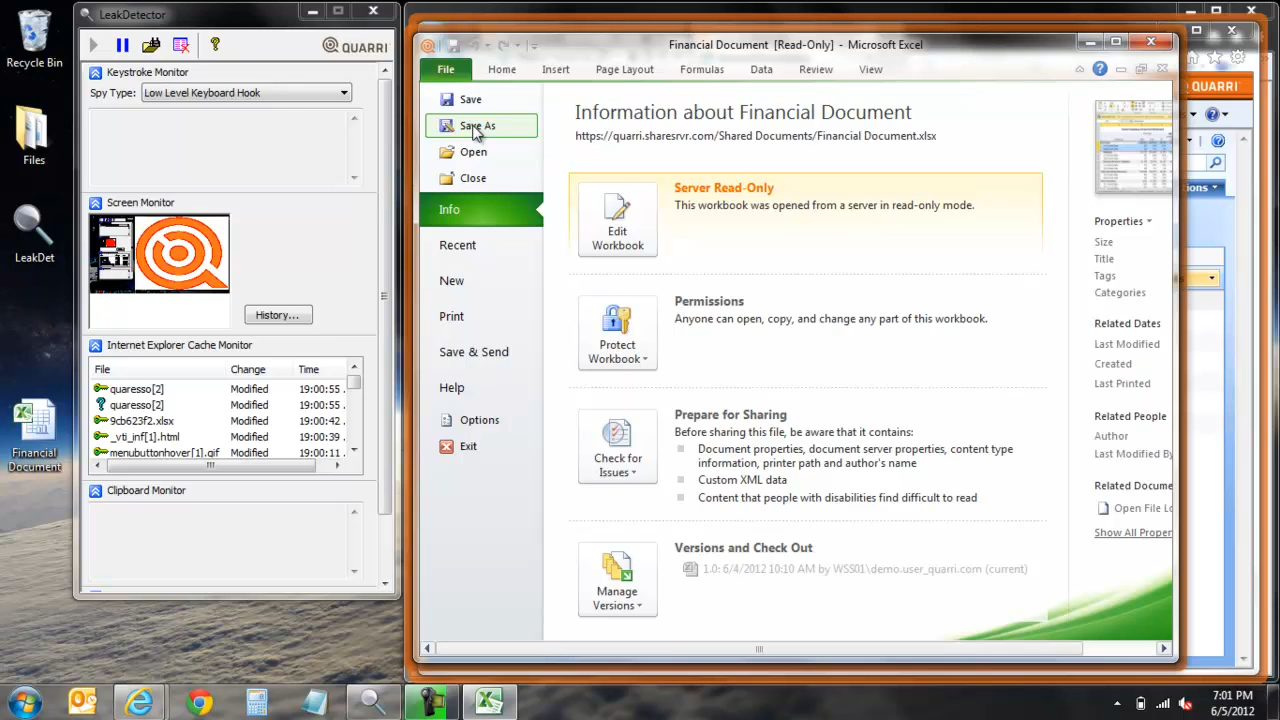 Recycle Bin
Files
LeakDet
Financial
Document
LeakDetector
QUARRI
Keystroke Monitor
Spy Type:
Low Level Keyboard Hook
Screen Monitor
History...
Internet Explorer Cache Monitor
File Change Time
quaresso[2] Modified 19:00:55 .
quaresso[2] Modified 19:00:55 .
9cb623f2.xlsx Modified 19:00:42 .
_vti_inf[1].html Modified 19:00:39 .
menubuttonhover[1].gif Modified 19:00:11 .
Clipboard Monitor
Financial Document [Read-Only] - Microsoft Excel
File Home Insert Page Layout Formulas Data Review View
Save
Save As
Open
Close
Info
Recent
New
Print
Save & Send
Help
Options
Exit
Information about Financial Document
https://quarri.sharesrvr.com/Shared Documents/Financial Document.xlsx
Edit
Workbook
Server Read-Only
This workbook was opened from a server in read-only mode.
Protect
Workbook
Permissions
Anyone can open, copy, and change any part of this workbook.
Check for
Issues
Prepare for Sharing
Before sharing this file, be aware that it contains:
Document properties, document server properties, content type
information, printer path and author's name
Custom XML data
Content that people with disabilities find difficult to read
Manage
Versions
Versions and Check Out
1.0: 6/4/2012 10:10 AM by WSS01\demo.user_quarri.com (current)
Properties
Size
Title
Tags
Categories
Related Dates
Last Modified
Created
Last Printed
Related People
Author
Last Modified By
Related Docume
Open File Lo
Show All Proper
QUARRI
ions
7:01 PM
6/5/2012